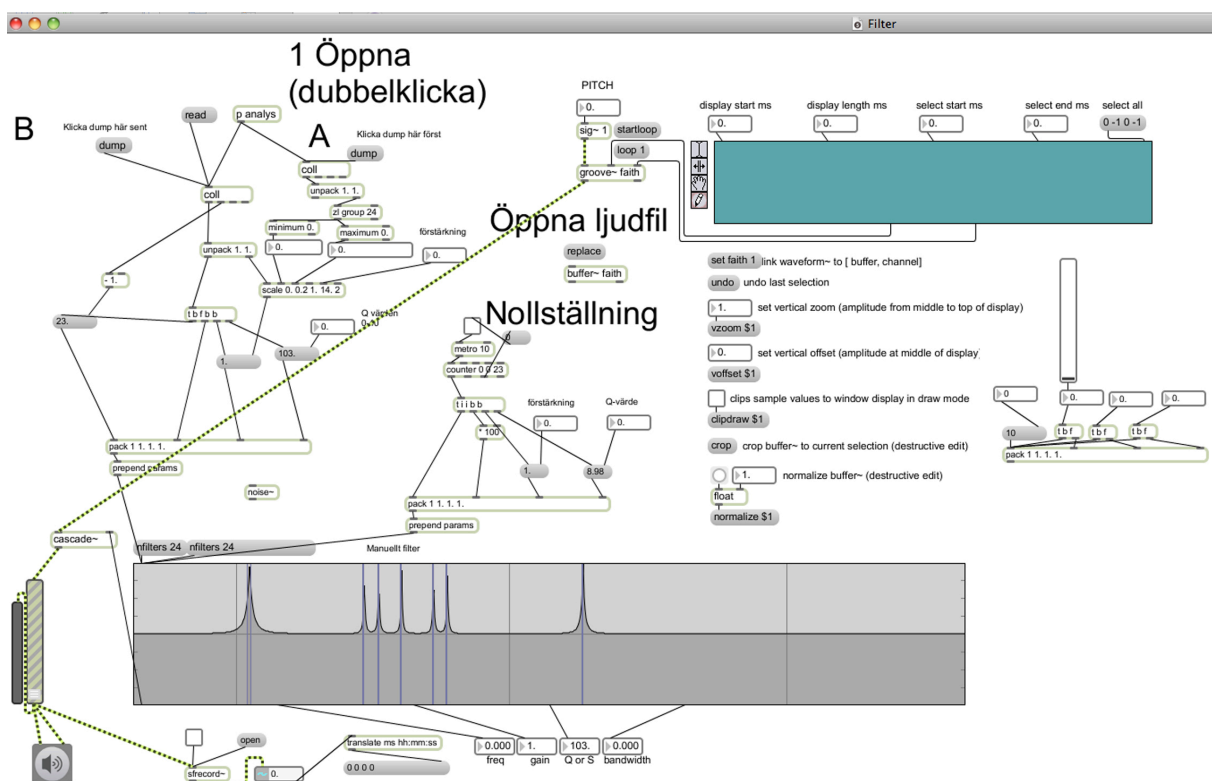 Filter
1 Öppna
(dubbelklicka)
B
Klicka dump här sent
dump
read
p analys
A
Klicka dump här först
dump
coll
coll
unpack 1. 1.
zl group 24
minimum 0.
maximum 0.
förstärkning
0.
0.
0.
unpack 1. 1.
- 1.
scale 0. 0.2 1. 14. 2
23.
t b f b b
1.
103.
0.
pack 1 1. 1. 1.
prepend params
noise~
cascade~
nfilters 24
nfilters 24
PITCH
0.
sig~ 1
startloop
loop 1
groove~ faith
Öppna ljudfil
replace
buffer~ faith
Nollställning
metro 10
0
counter 0 0 23
t i i b b
* 100
förstärkning
0.
Q-värde
0.
1.
8.98
pack 1 1. 1. 1.
prepend params
Manuellt filter
display start ms
display length ms
select start ms
select end ms
select all
0.
0.
0.
0.
0 -1 0 -1
set faith 1
link waveform~ to [ buffer, channel]
undo
undo last selection
1.
set vertical zoom (amplitude from middle to top of display)
vzoom $1
0.
set vertical offset (amplitude at middle of display)
voffset $1
clips sample values to window display in draw mode
clipdraw $1
crop
crop buffer~ to current selection (destructive edit)
1.
normalize buffer~ (destructive edit)
float
normalize $1
0
0.
0.
0.
10
t b f
t b f
t b f
pack 1 1. 1. 1.
open
sfrecord~
0.
translate ms hh:mm:ss
0 0 0 0
0.000
1.
103.
0.000
freq
gain
Q or S
bandwidth